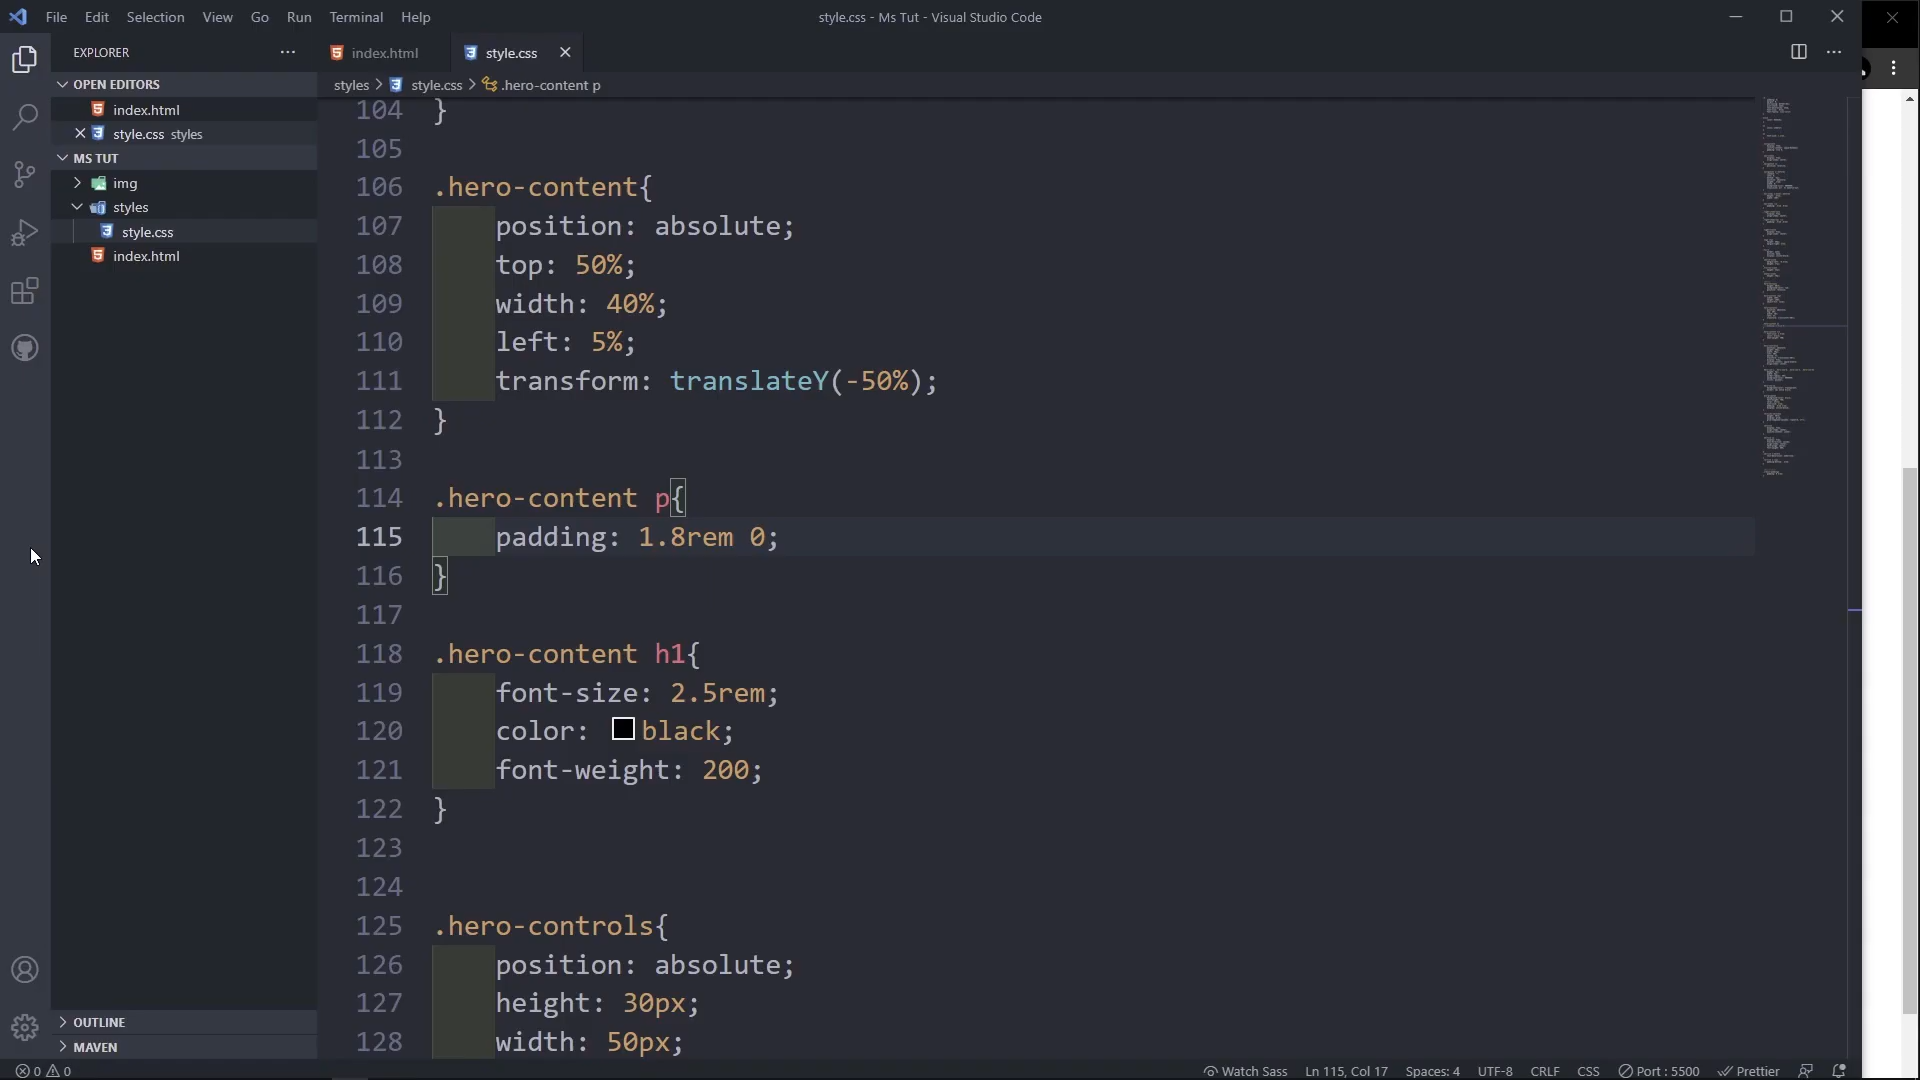 File Edit Selection View Go Run Terminal Help
style.css - Ms Tut - Visual Studio Code
EXPLORER
OPEN EDITORS
index.html
style.css styles
MS TUT
img
styles
style.css
index.html
OUTLINE
MAVEN
index.html
style.css
styles > style.css > .hero-content p
104 }
105
106 .hero-content{
107 position: absolute;
108 top: 50%;
109 width: 40%;
110 left: 5%;
111 transform: translateY(-50%);
112 }
113
114 .hero-content p{
115 padding: 1.8rem 0;
116 }
117
118 .hero-content h1{
119 font-size: 2.5rem;
120 color: black;
121 font-weight: 200;
122 }
123
124
125 .hero-controls{
126 position: absolute;
127 height: 30px;
128 width: 50px;
0 0
Watch Sass Ln 115, Col 17 Spaces: 4 UTF-8 CRLF CSS Port : 5500 Prettier